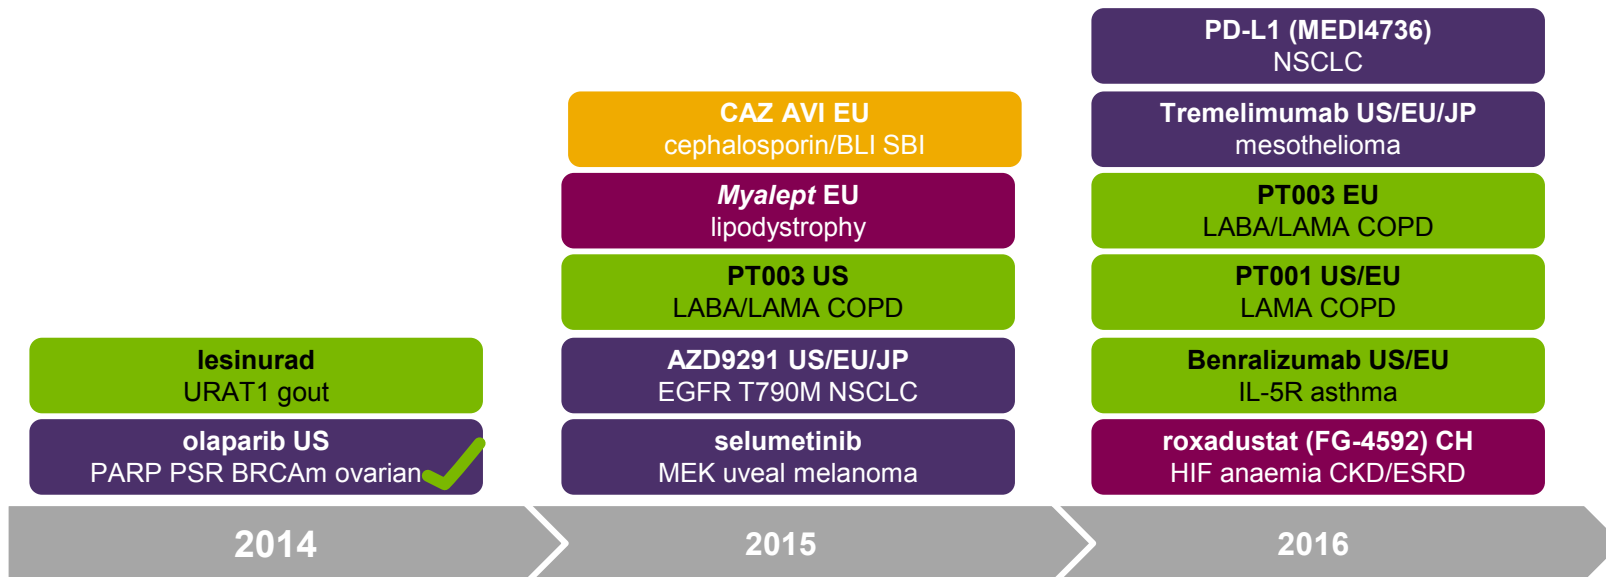 lesinurad
URAT1 gout
olaparib US
PARP PSR BRCAm ovarian
2014
CAZ AVI EU
cephalosporin/BLI SBI
Myalept EU
lipodystrophy
PT003 US
LABA/LAMA COPD
AZD9291 US/EU/JP
EGFR T790M NSCLC
selumetinib
MEK uveal melanoma
2015
PD-L1 (MEDI4736)
NSCLC
Tremelimumab US/EU/JP
mesothelioma
PT003 EU
LABA/LAMA COPD
PT001 US/EU
LAMA COPD
Benralizumab US/EU
IL-5R asthma
roxadustat (FG-4592) CH
HIF anaemia CKD/ESRD
2016